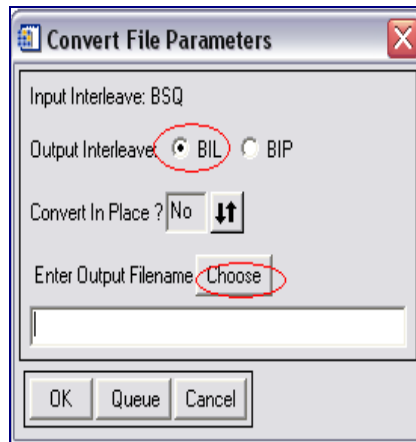 Convert File Parameters
Input Interleave: BSQ
Output Interleave: BIL BIP
Convert In Place ? No
Enter Output Filename Choose
OK Queue Cancel